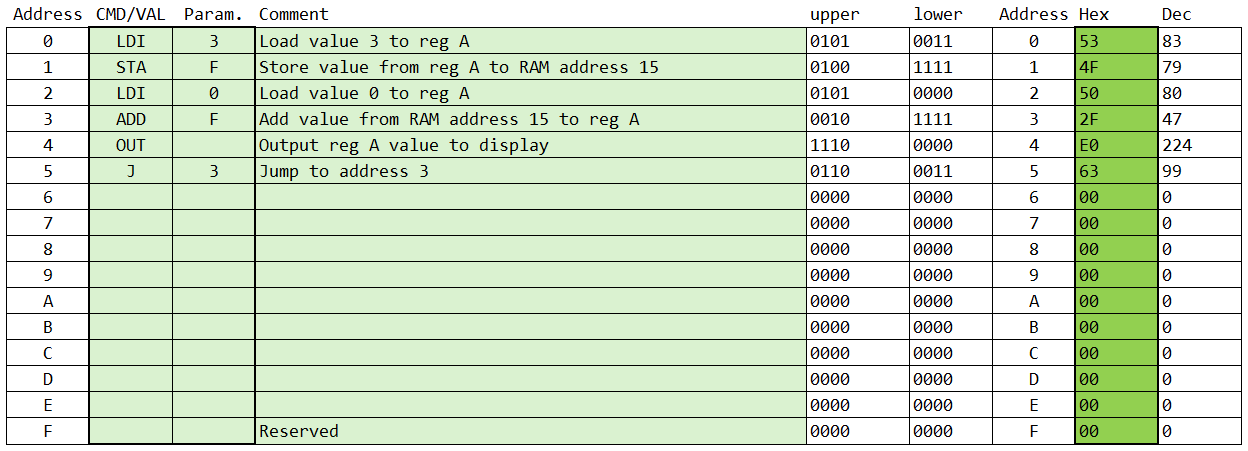 Address CMD/VAL Param. Comment upper lower Address Hex Dec
0 LDI 3 Load value 3 to reg A 0101 0011 0 53 83
1 STA F Store value from reg A to RAM address 15 0100 1111 1 4F 79
2 LDI 0 Load value 0 to reg A 0101 0000 2 50 80
3 ADD F Add value from RAM address 15 to reg A 0010 1111 3 2F 47
4 OUT Output reg A value to display 1110 0000 4 E0 224
5 J 3 Jump to address 3 0110 0011 5 63 99
6 0000 0000 6 00 0
7 0000 0000 7 00 0
8 0000 0000 8 00 0
9 0000 0000 9 00 0
A 0000 0000 A 00 0
B 0000 0000 B 00 0
C 0000 0000 C 00 0
D 0000 0000 D 00 0
E 0000 0000 E 00 0
F Reserved 0000 0000 F 00 0